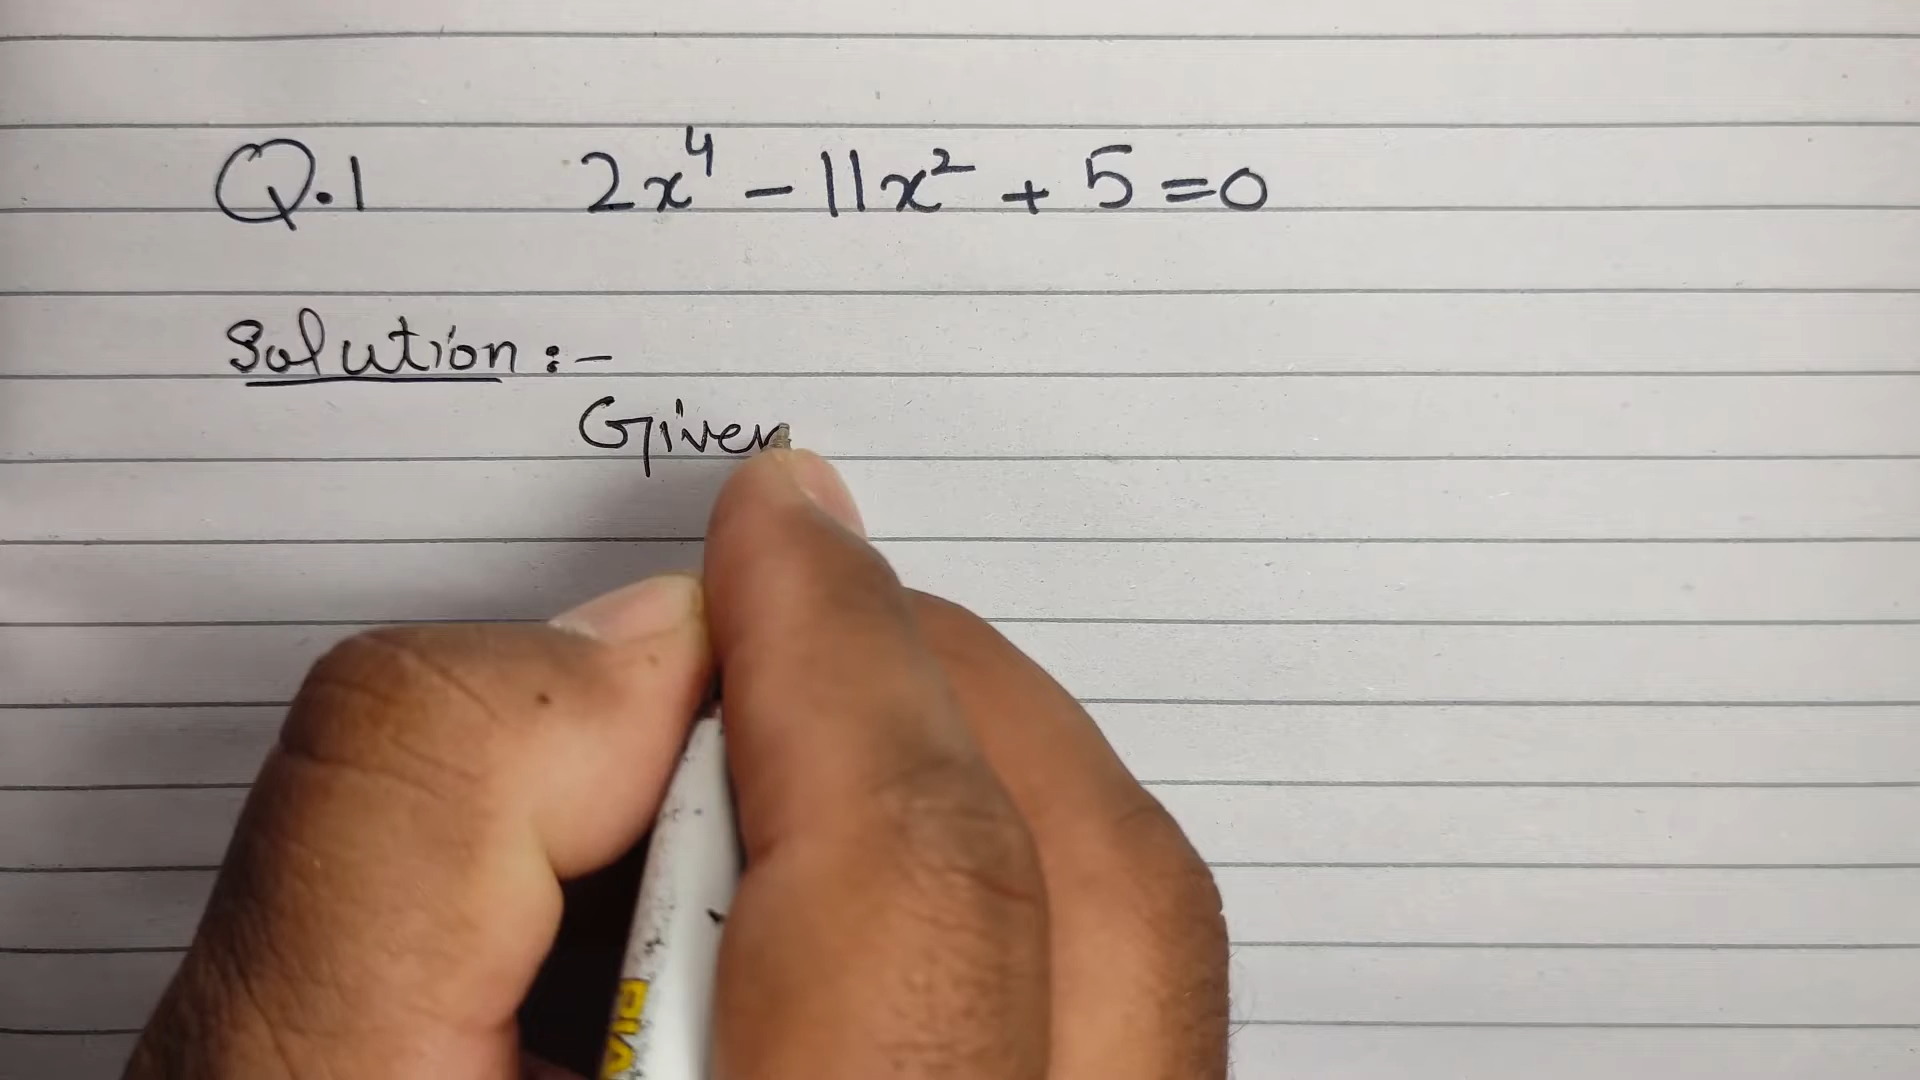 Q.1 2x⁴ - 11x² + 5 = 0
Solution :-
Given